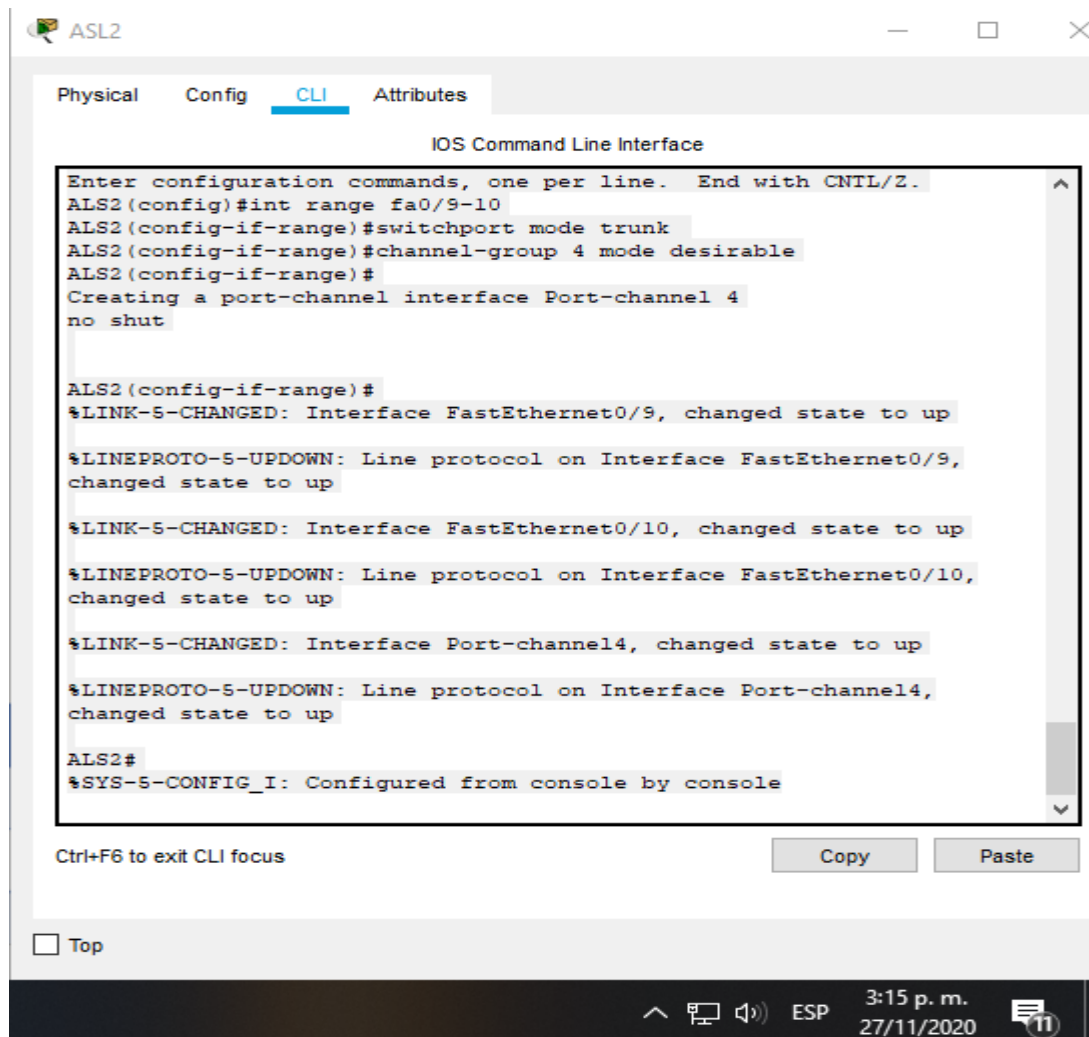 ASL2
Physical Config CLI Attributes
IOS Command Line Interface
Enter configuration commands, one per line.  End with CNTL/Z.
ALS2(config)#int range fa0/9-10
ALS2(config-if-range)#switchport mode trunk
ALS2(config-if-range)#channel-group 4 mode desirable
ALS2(config-if-range)#
Creating a port-channel interface Port-channel 4
no shut
ALS2(config-if-range)#
%LINK-5-CHANGED: Interface FastEthernet0/9, changed state to up
%LINEPROTO-5-UPDOWN: Line protocol on Interface FastEthernet0/9,
changed state to up
%LINK-5-CHANGED: Interface FastEthernet0/10, changed state to up
%LINEPROTO-5-UPDOWN: Line protocol on Interface FastEthernet0/10,
changed state to up
%LINK-5-CHANGED: Interface Port-channel4, changed state to up
%LINEPROTO-5-UPDOWN: Line protocol on Interface Port-channel4,
changed state to up
ALS2#
%SYS-5-CONFIG_I: Configured from console by console
Ctrl+F6 to exit CLI focus
Copy Paste
Top
ESP
3:15 p. m.
27/11/2020
11